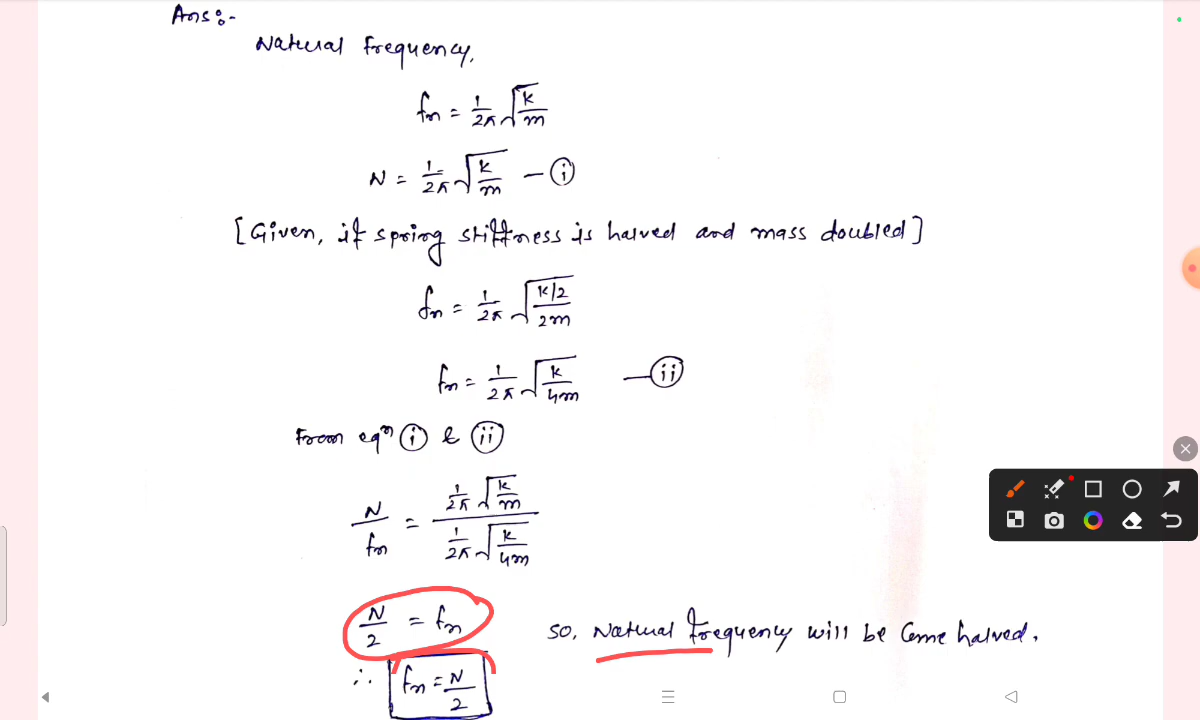 Ans:-
Natural frequency,
fn = 1/2π √k/m
N = 1/2π √k/m — (i)
[Given, if spring stiffness is halved and mass doubled]
fn = 1/2π √(k/2)/2m
fn = 1/2π √k/4m — (ii)
From eqn (i) & (ii)
N/fn = (1/2π √k/m)/(1/2π √k/4m)
N/2 = fn So, Natural frequency will be Come halved.
∴ fn = N/2